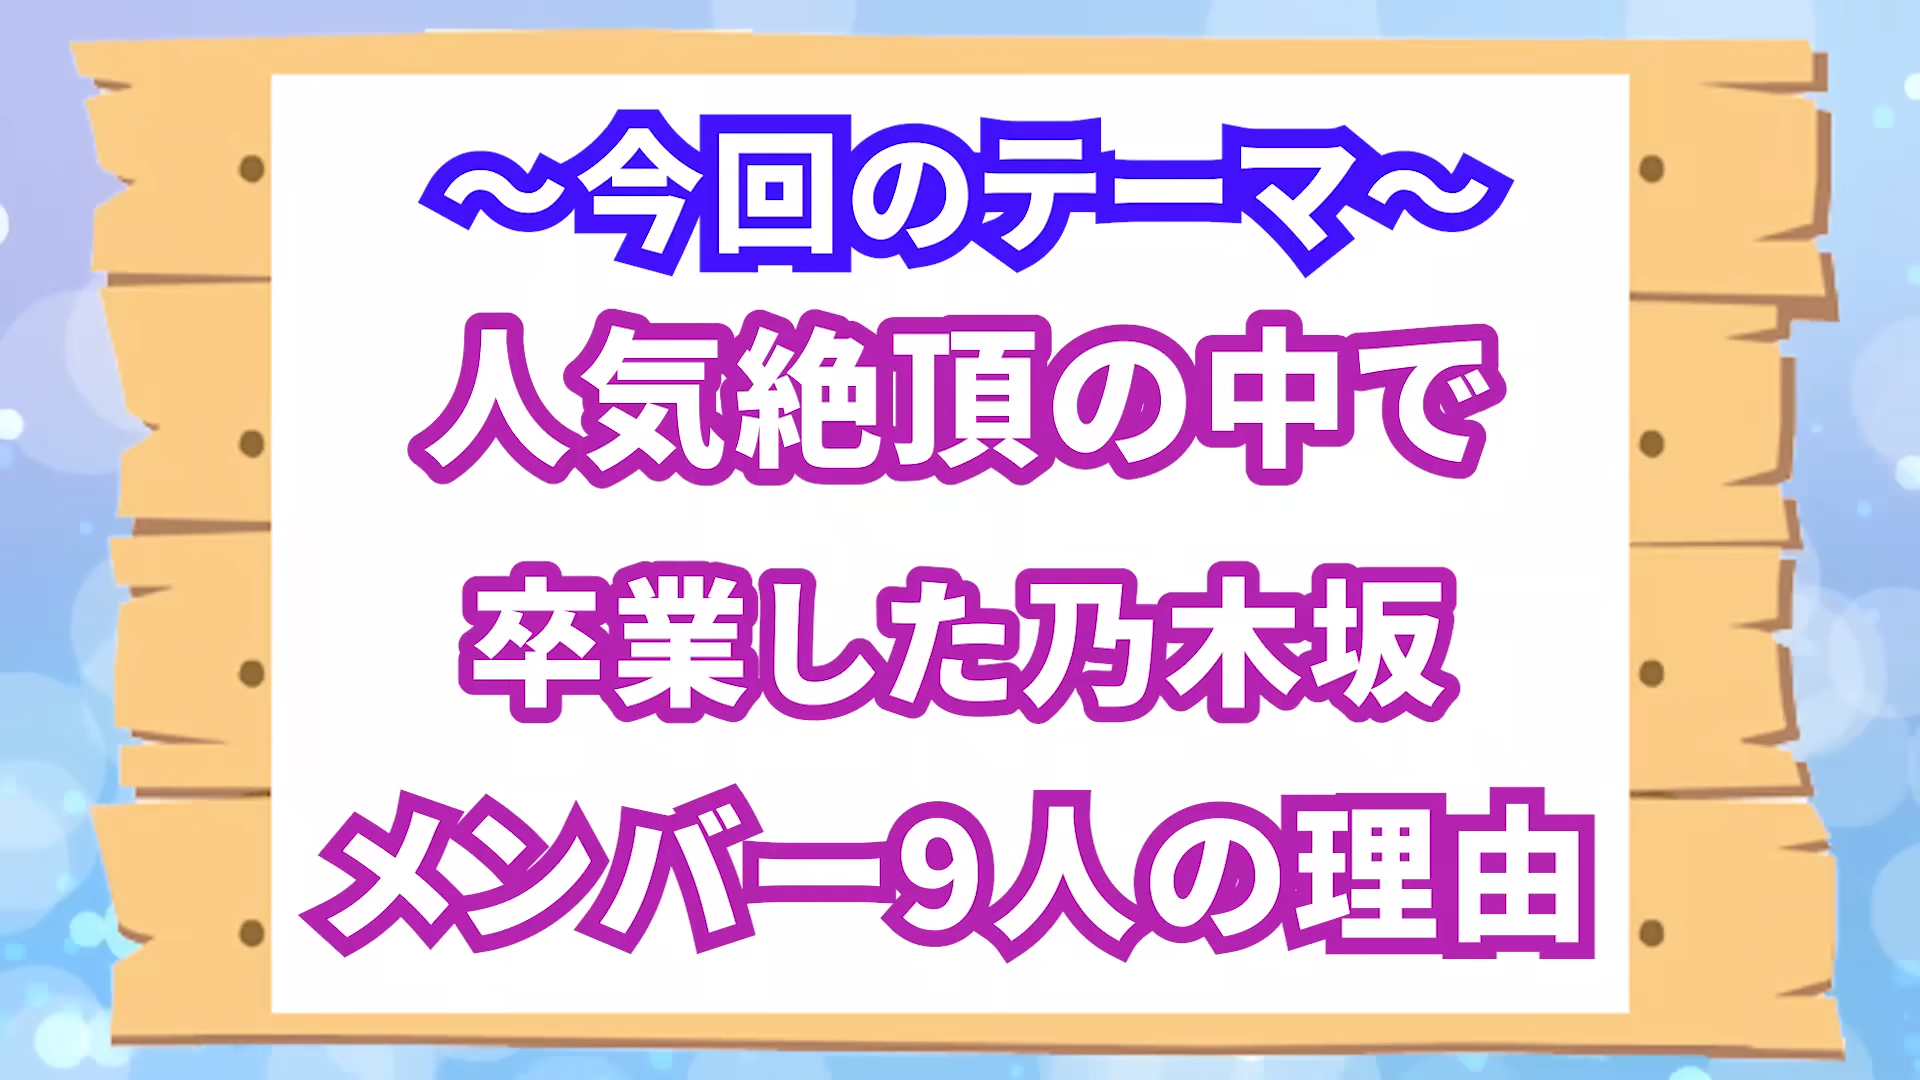 ～今回のテーマ～
人気絶頂の中で
卒業した乃木坂
メンバー9人の理由